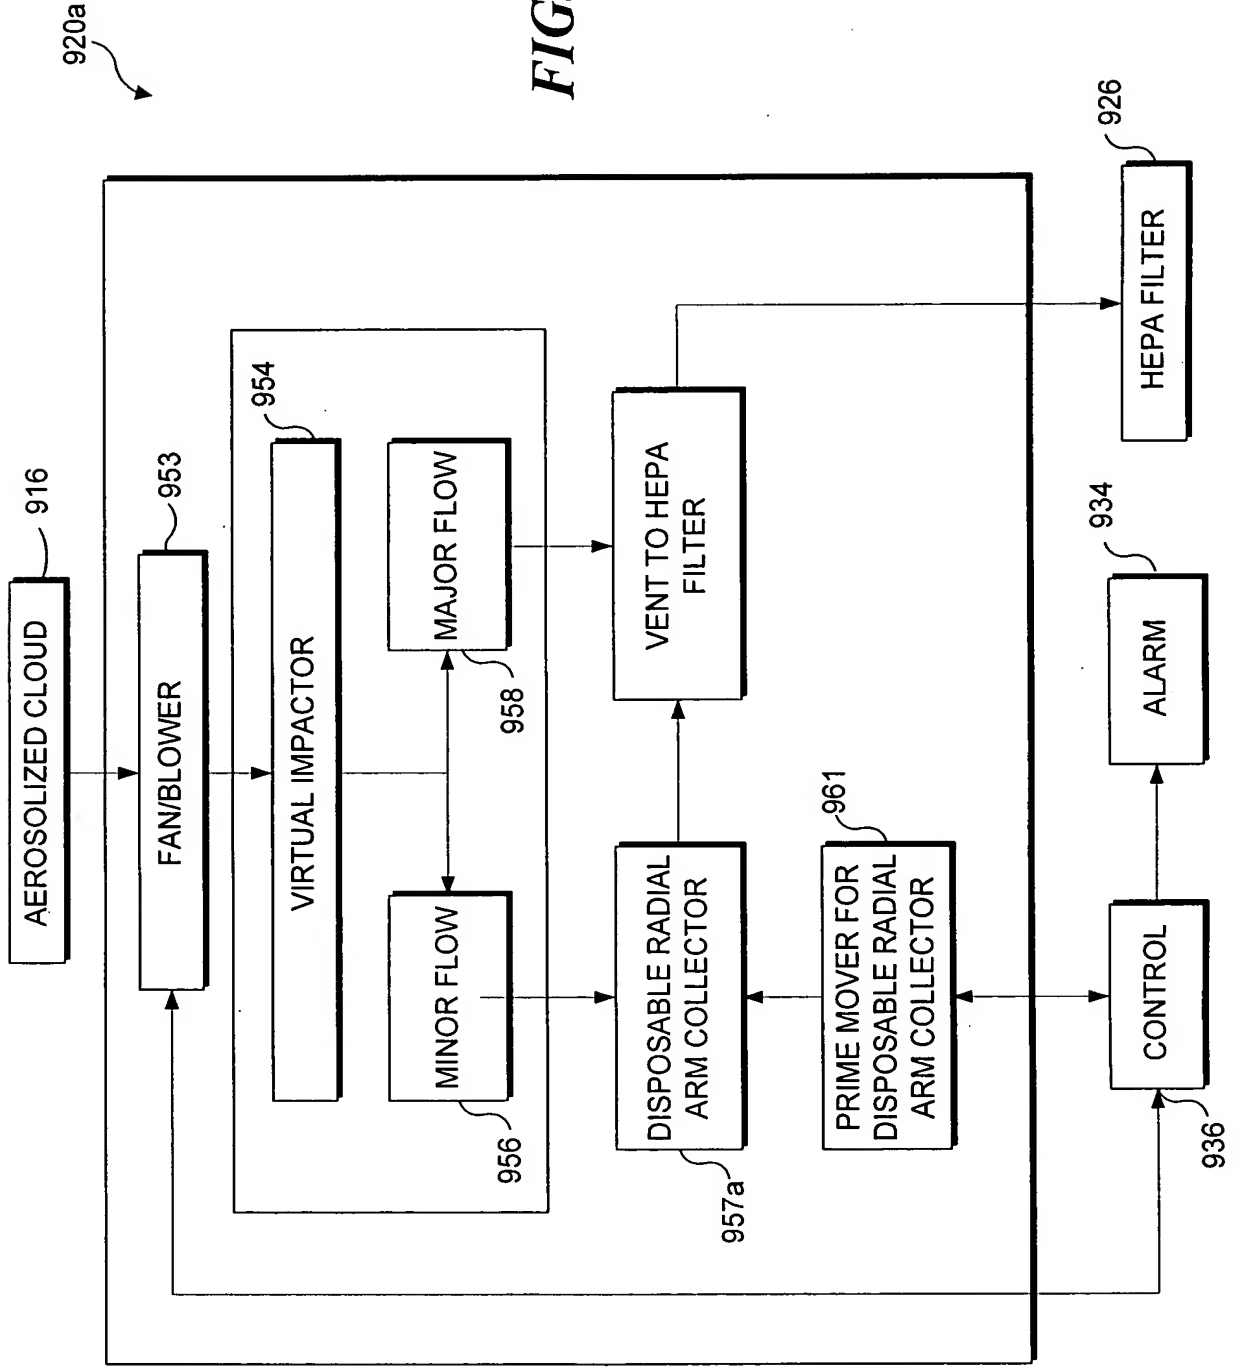 920a
AEROSOLIZED CLOUD
916
FAN/BLOWER
953
VIRTUAL IMPACTOR
954
MINOR FLOW
956
MAJOR FLOW
958
DISPOSABLE RADIAL
ARM COLLECTOR
957a
VENT TO HEPA
FILTER
PRIME MOVER FOR
DISPOSABLE RADIAL
ARM COLLECTOR
961
CONTROL
936
ALARM
934
HEPA FILTER
926
FIG